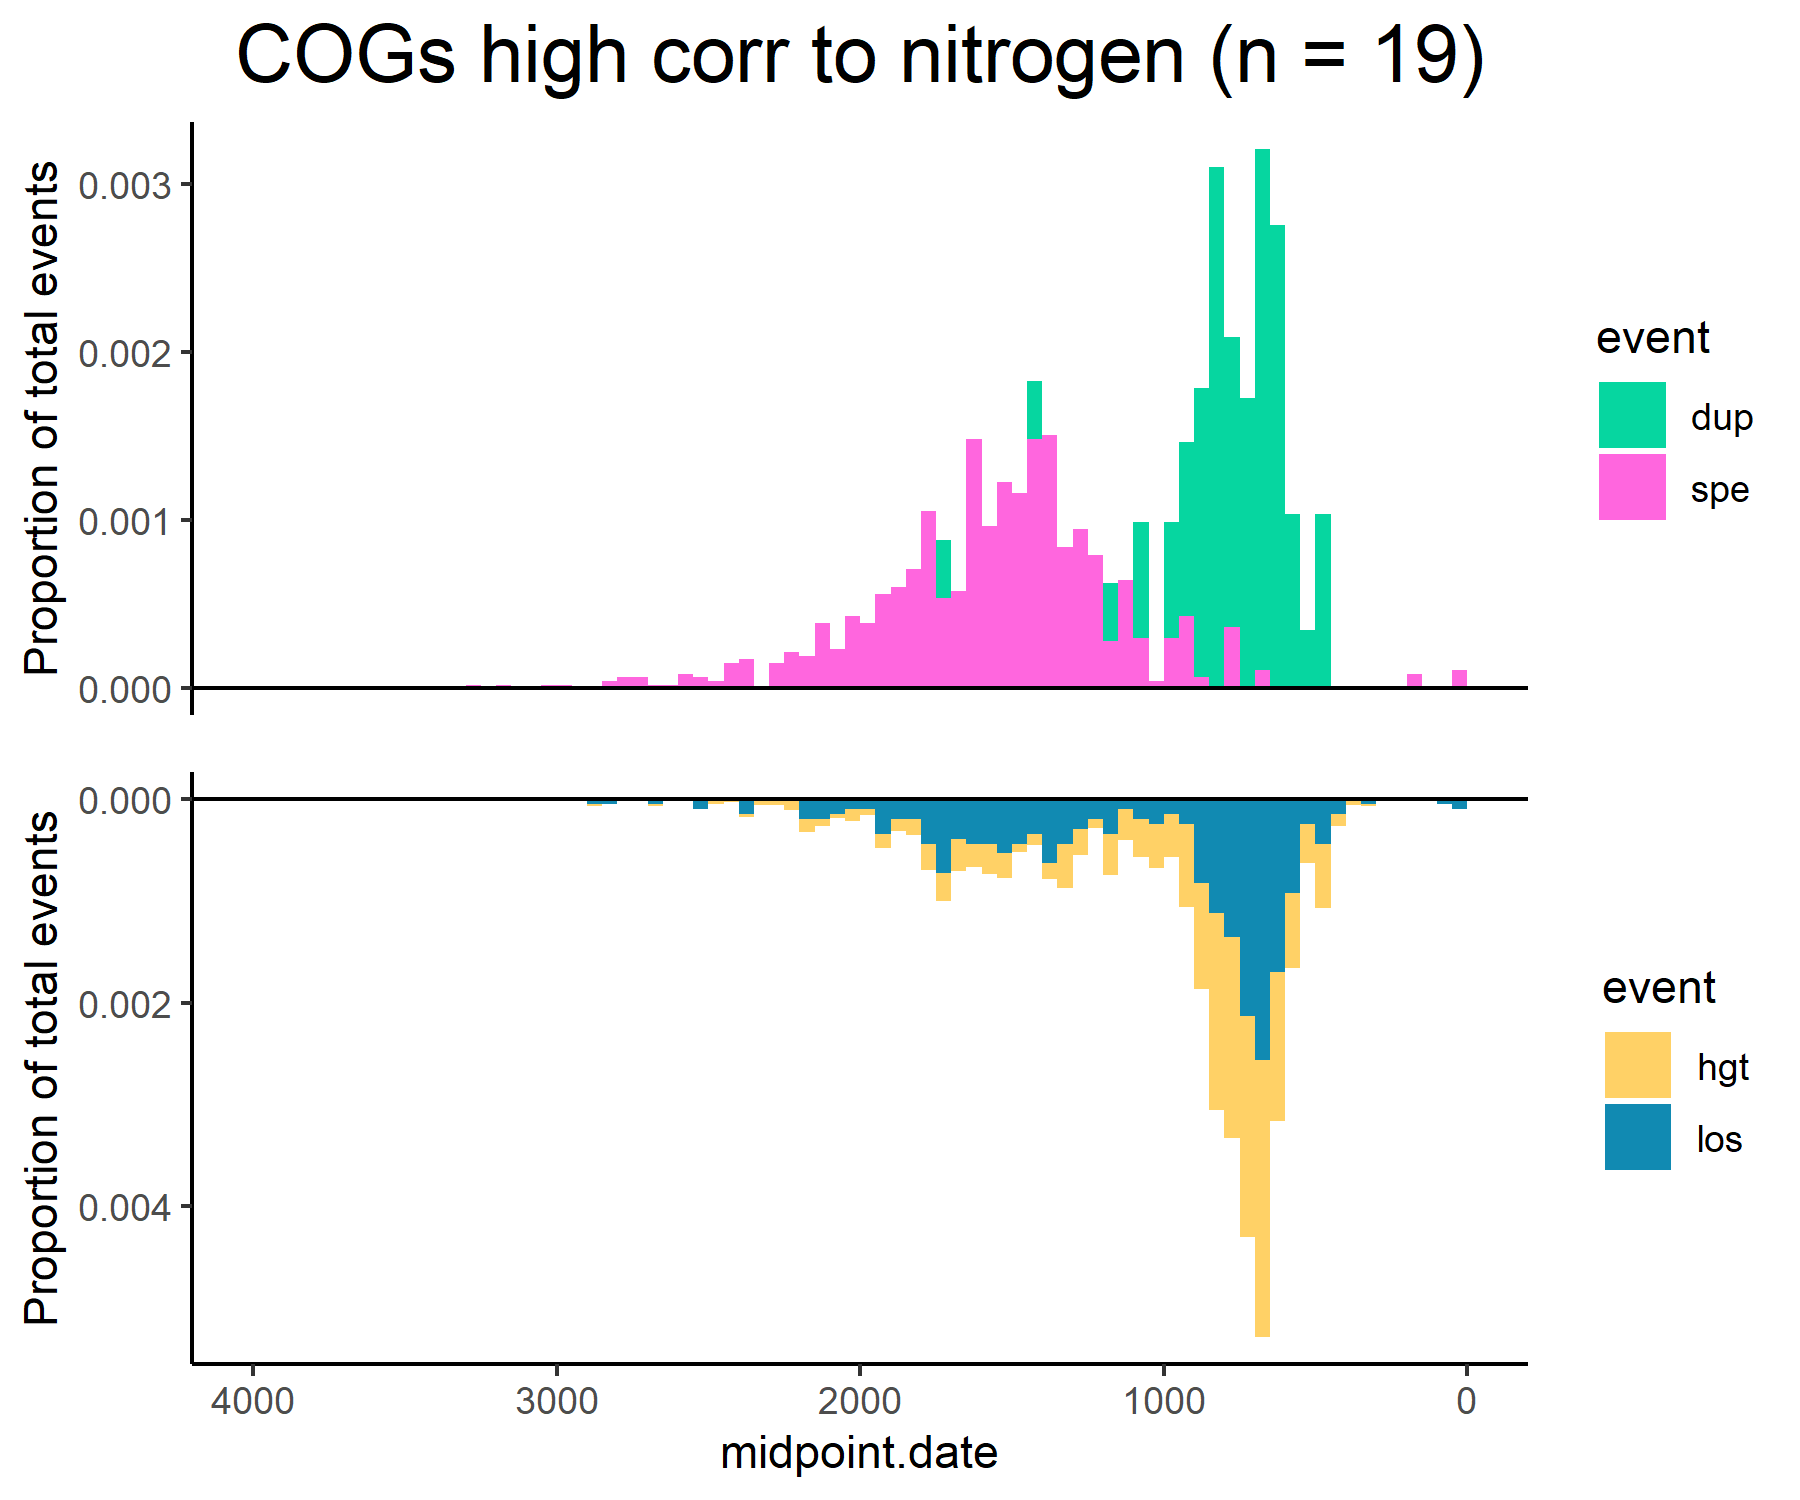 COGs high corr to nitrogen (n = 19)
Proportion of total events
0.003
0.002
0.001
0.000
event
dup
spe
Proportion of total events
0.000
0.002
0.004
event
hgt
los
4000 3000 2000 1000 0
midpoint.date